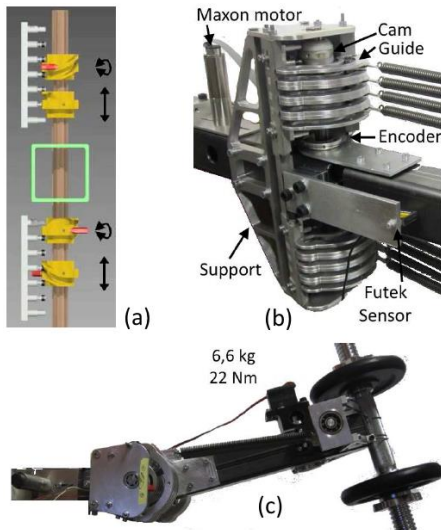 Maxon motor
Cam
Guide
Encoder
Support
Futek
Sensor
(a)
(b)
6,6 kg
22 Nm
(c)